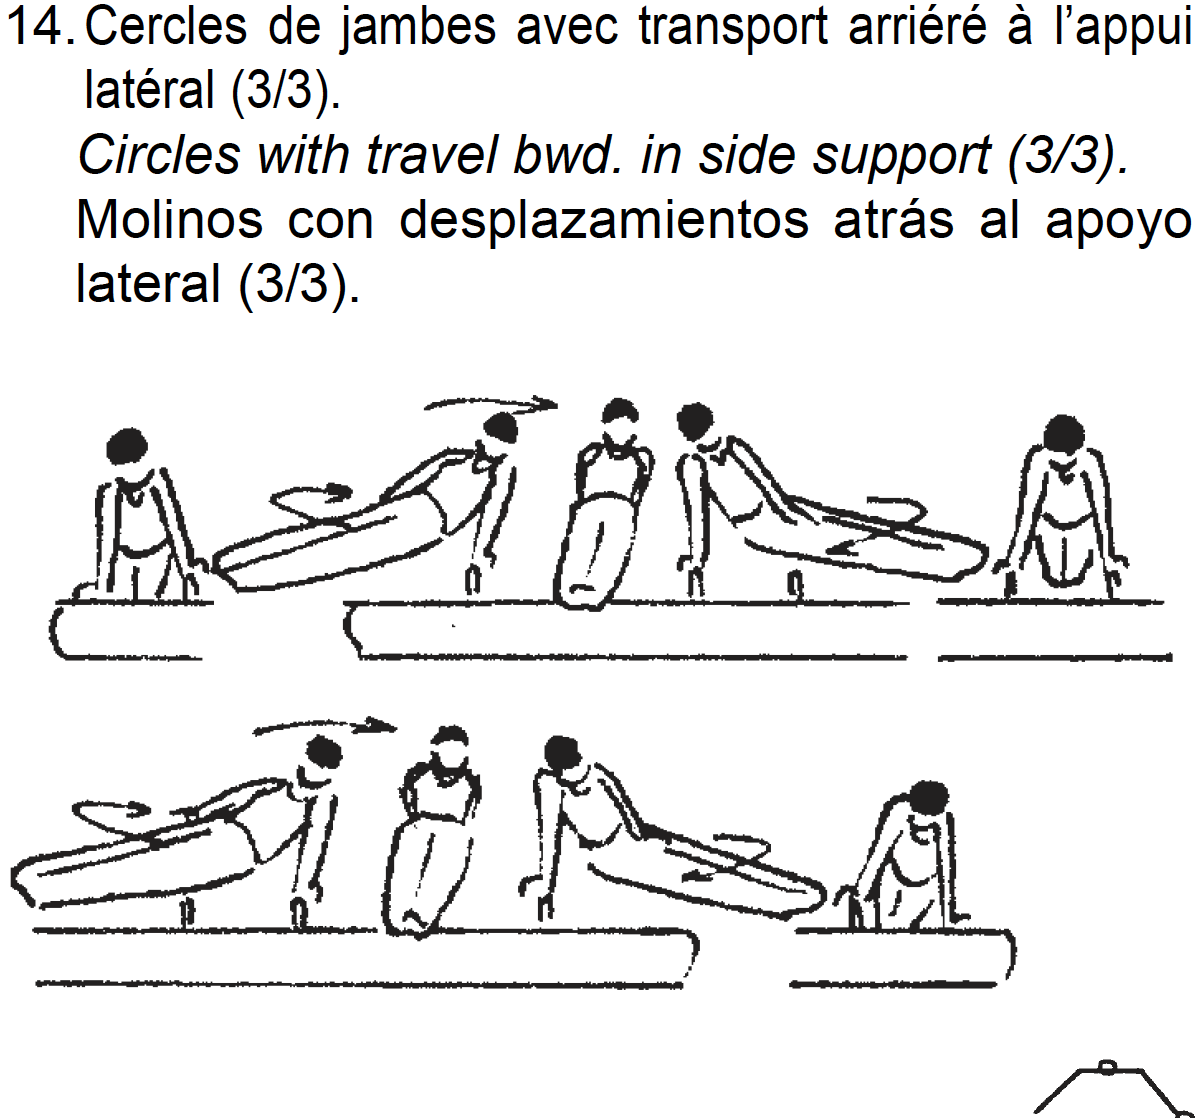 14. Cercles de jambes avec transport arriéré à l’appui
latéral (3/3).
Circles with travel bwd. in side support (3/3).
Molinos con desplazamientos atrás al apoyo
lateral (3/3).